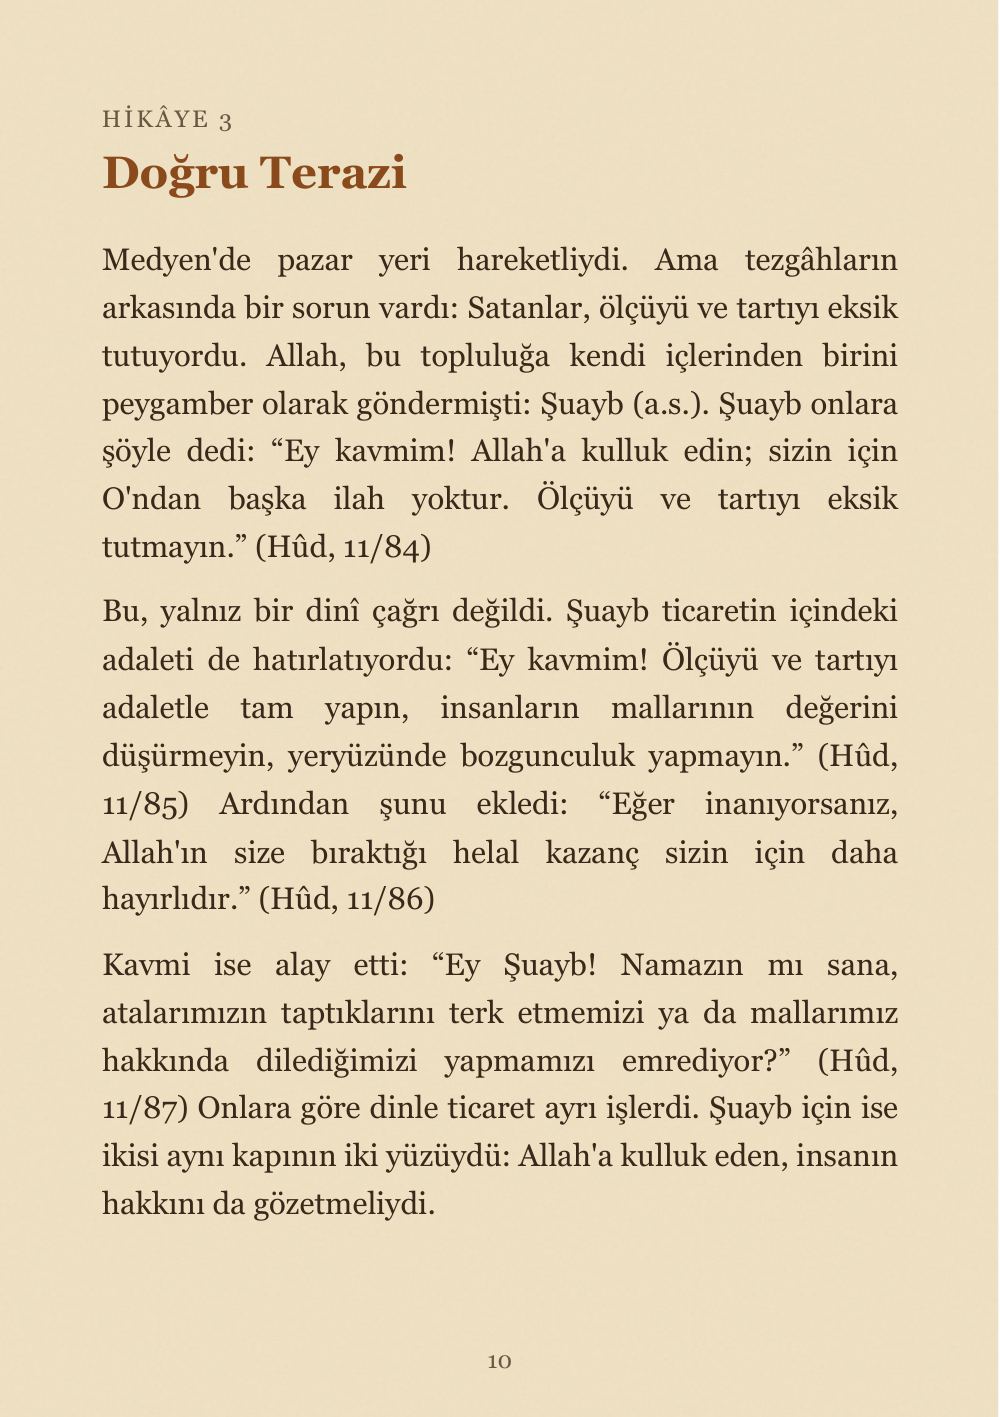 HİKÂYE 3
Doğru Terazi
Medyen'de pazar yeri hareketliydi. Ama tezgâhların
arkasında bir sorun vardı: Satanlar, ölçüyü ve tartıyı eksik
tutuyordu. Allah, bu topluluğa kendi içlerinden birini
peygamber olarak göndermişti: Şuayb (a.s.). Şuayb onlara
şöyle dedi: “Ey kavmim! Allah'a kulluk edin; sizin için
O'ndan başka ilah yoktur. Ölçüyü ve tartıyı eksik
tutmayın.” (Hûd, 11/84)
Bu, yalnız bir dinî çağrı değildi. Şuayb ticaretin içindeki
adaleti de hatırlatıyordu: “Ey kavmim! Ölçüyü ve tartıyı
adaletle tam yapın, insanların mallarının değerini
düşürmeyin, yeryüzünde bozgunculuk yapmayın.” (Hûd,
11/85) Ardından şunu ekledi: “Eğer inanıyorsanız,
Allah'ın size bıraktığı helal kazanç sizin için daha
hayırlıdır.” (Hûd, 11/86)
Kavmi ise alay etti: “Ey Şuayb! Namazın mı sana,
atalarımızın taptıklarını terk etmemizi ya da mallarımız
hakkında dilediğimizi yapmamızı emrediyor?” (Hûd,
11/87) Onlara göre dinle ticaret ayrı işlerdi. Şuayb için ise
ikisi aynı kapının iki yüzüydü: Allah'a kulluk eden, insanın
hakkını da gözetmeliydi.
10